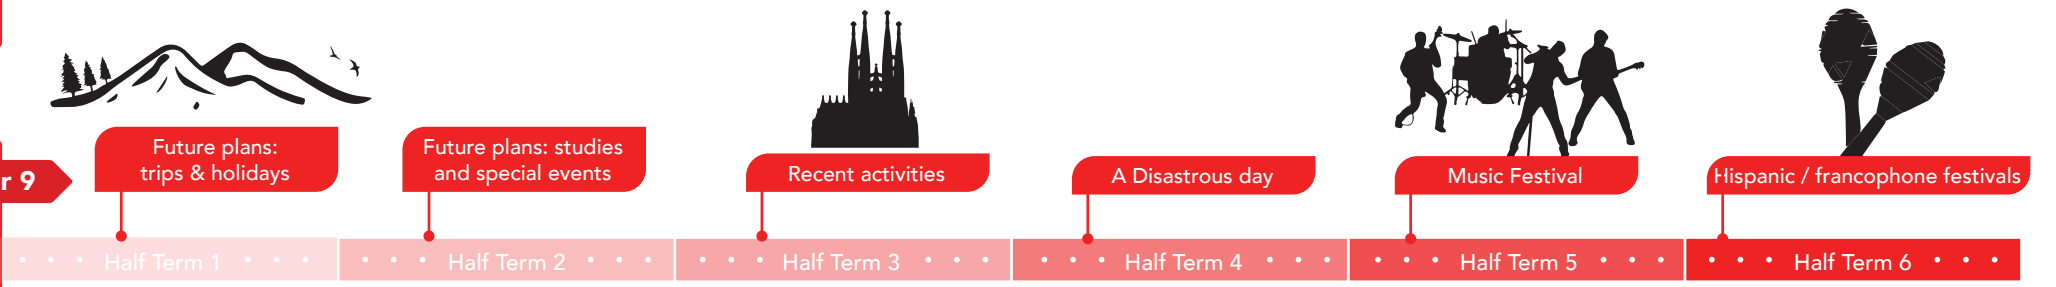 Future plans:
trips & holidays
Future plans: studies
and special events
Recent activities
A Disastrous day
Music Festival
Hispanic / francophone festivals
r 9
Half Term 1
Half Term 2
Half Term 3
Half Term 4
Half Term 5
Half Term 6